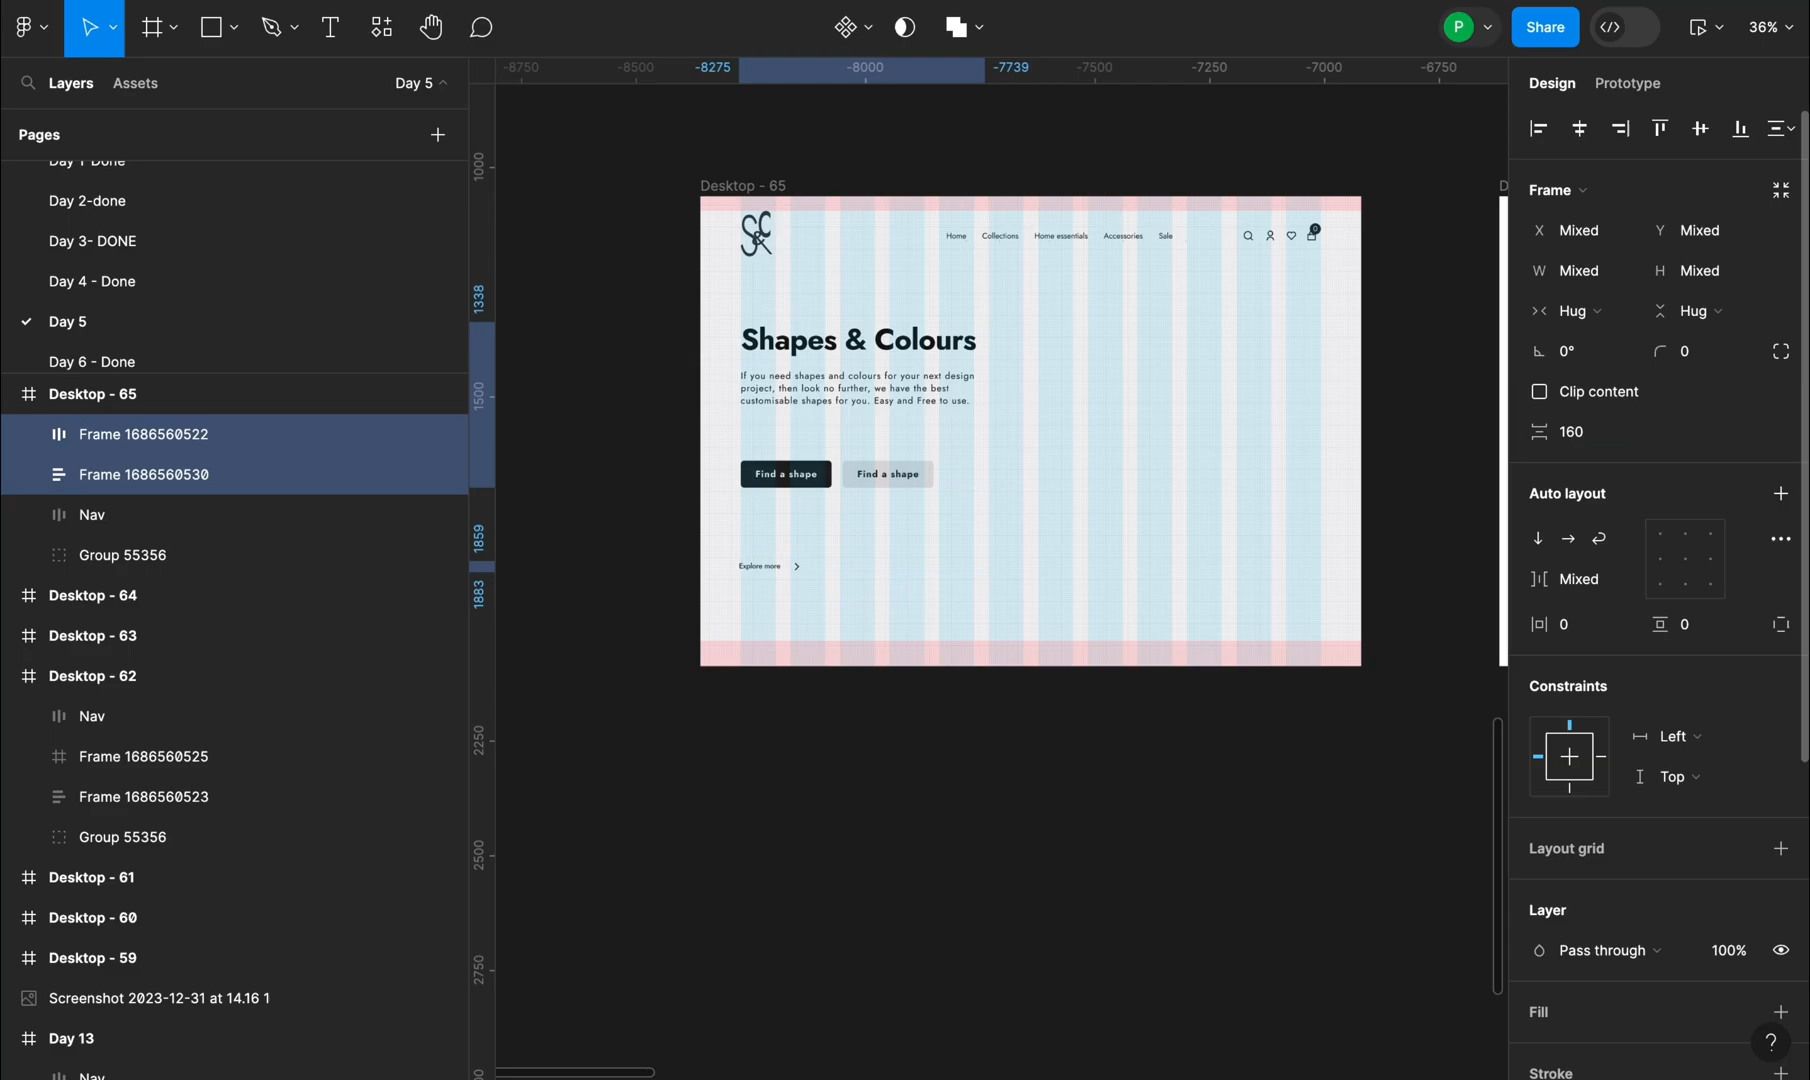 Share
36%
P
Layers
Assets
Day 5
Pages
Day 1 Done
Day 2-done
Day 3- DONE
Day 4 - Done
Day 5
Day 6 - Done
Desktop - 65
Frame 1686560522
Frame 1686560530
Nav
Group 55356
Desktop - 64
Desktop - 63
Desktop - 62
Nav
Frame 1686560525
Frame 1686560523
Group 55356
Desktop - 61
Desktop - 60
Desktop - 59
Screenshot 2023-12-31 at 14.16 1
Day 13
Nav
-8750
-8500
-8275
-8000
-7739
-7500
-7250
-7000
-6750
1000
1338
1500
1859
1883
2250
2500
2750
Desktop - 65
D
S&C
Home
Collections
Home essentials
Accessories
Sale
0
Shapes & Colours
If you need shapes and colours for your next design
project, then look no further, we have the best
customisable shapes for you. Easy and Free to use.
Find a shape
Find a shape
Explore more
Design
Prototype
Frame
X Mixed
Y Mixed
W Mixed
H Mixed
Hug
Hug
0°
0
Clip content
160
Auto layout
Mixed
0
0
Constraints
Left
Top
Layout grid
Layer
Pass through
100%
Fill
?
Stroke